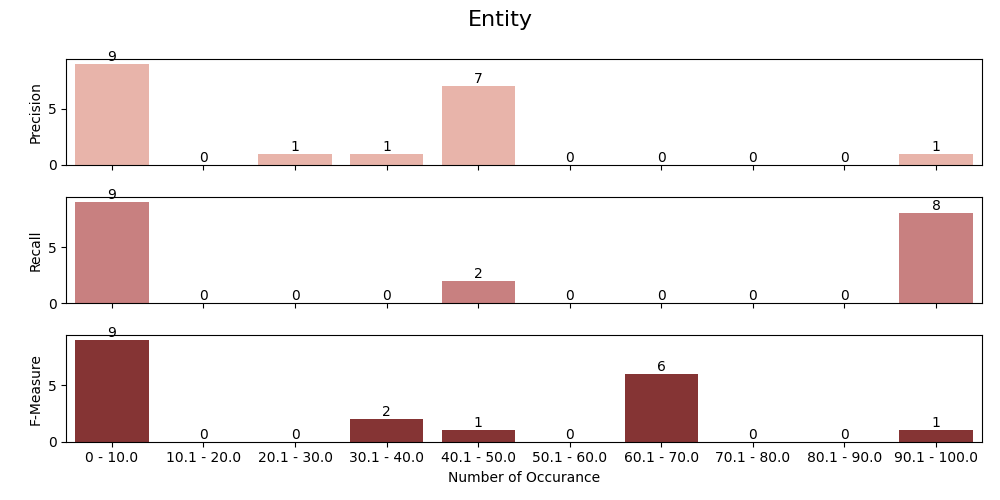 Entity
Precision
5
0
9 0 1 1 7 0 0 0 0 1
Recall
5
0
9 0 0 0 2 0 0 0 0 8
F-Measure
5
0
9 0 0 2 1 0 6 0 0 1
0 - 10.0 10.1 - 20.0 20.1 - 30.0 30.1 - 40.0 40.1 - 50.0 50.1 - 60.0 60.1 - 70.0 70.1 - 80.0 80.1 - 90.0 90.1 - 100.0
Number of Occurance